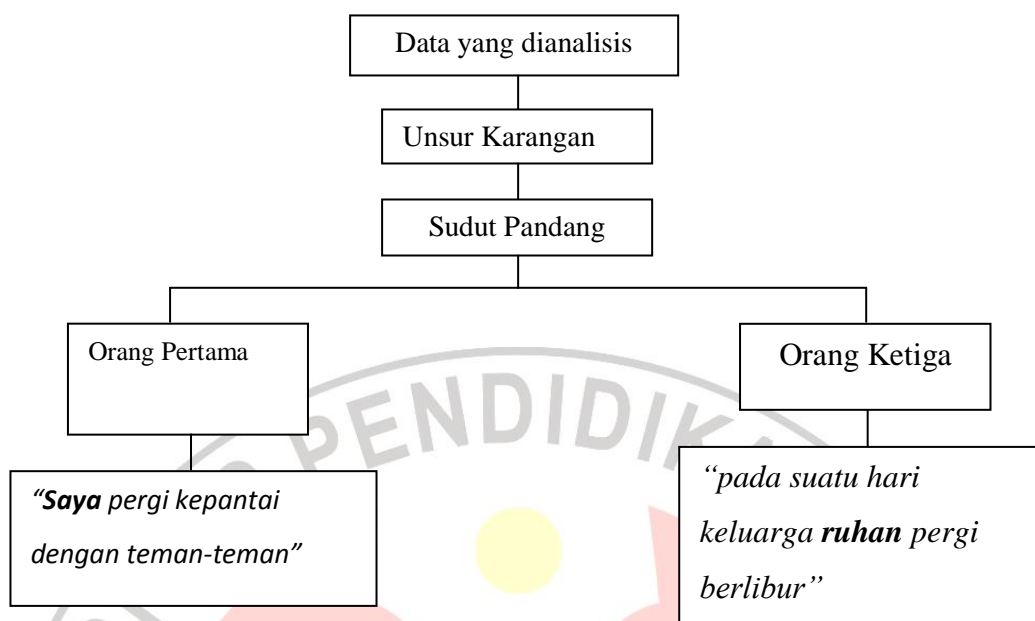 Data yang dianalisis
Unsur Karangan
Sudut Pandang
Orang Pertama
Orang Ketiga
“Saya pergi kepantai
dengan teman-teman”
“pada suatu hari
keluarga ruhan pergi
berlibur”
PENDIDIKA